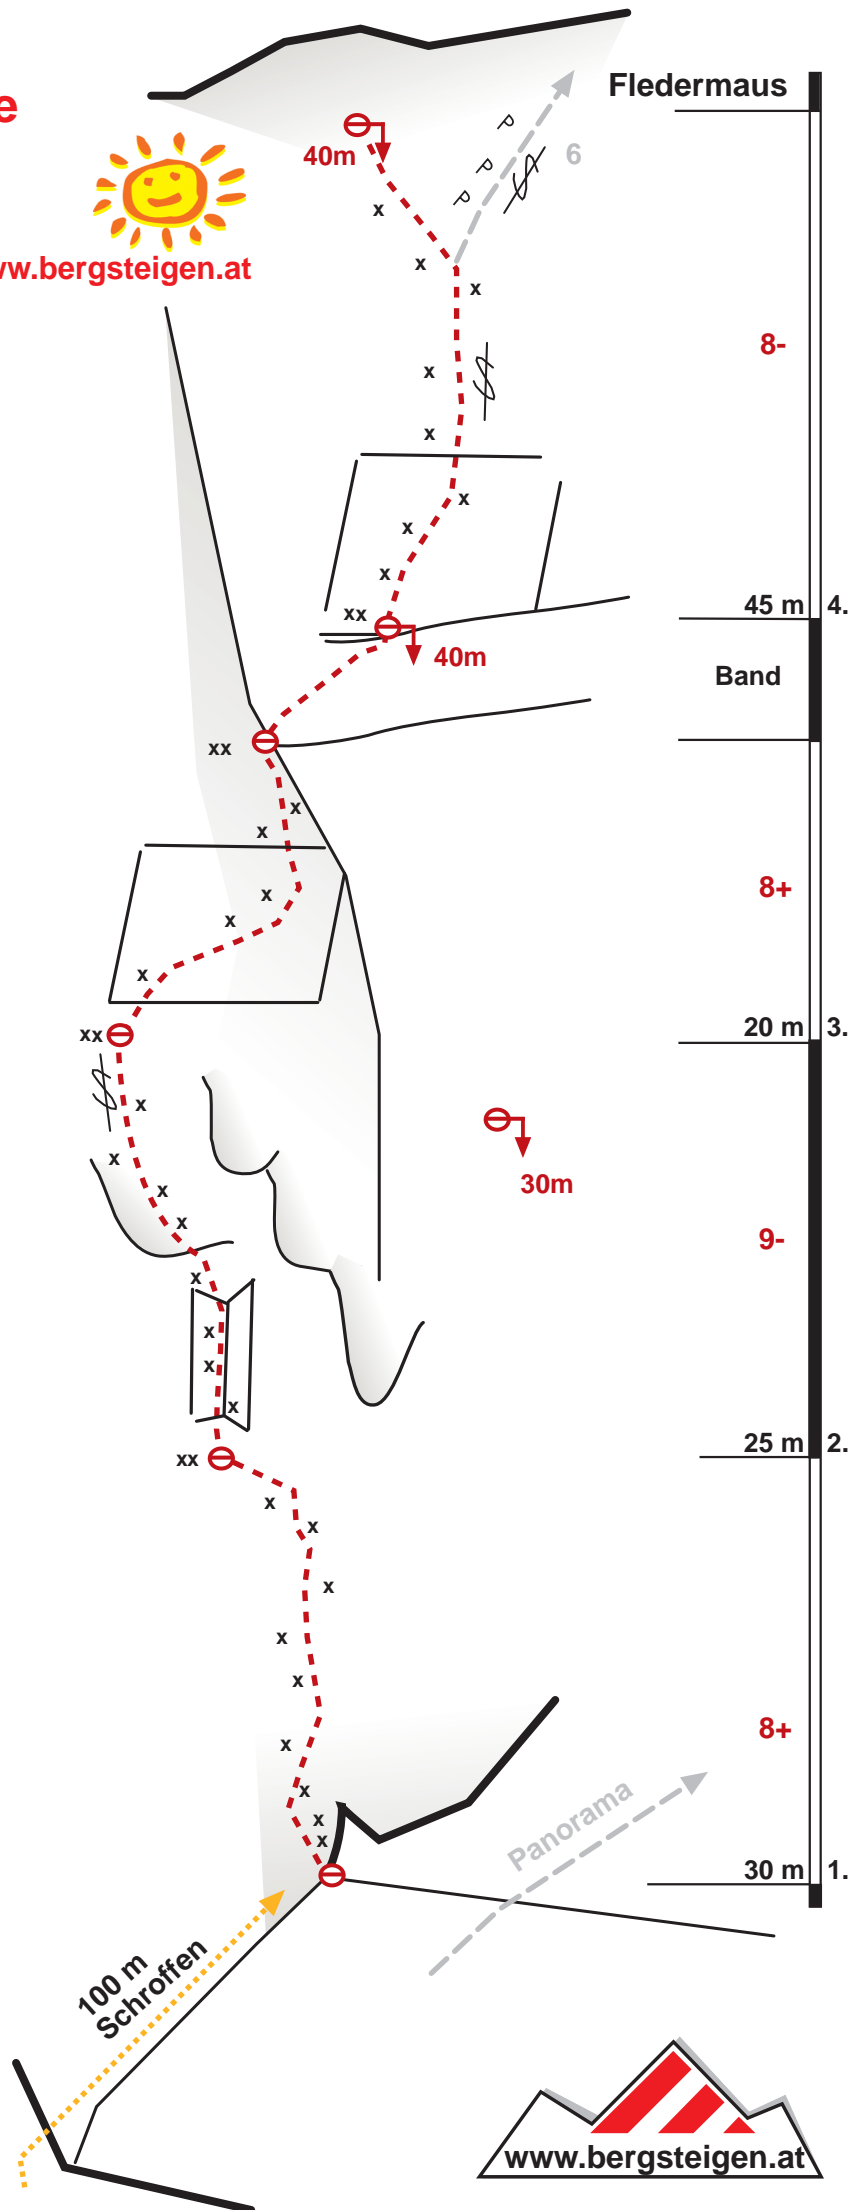 Fledermaus
e
40m
P
P
P
6
x
ww.bergsteigen.at
x
x
8-
x
x
x
x
x
xx
45 m 4.
40m
Band
xx
x
x
8+
x
x
x
20 m 3.
xx
x
30m
x
x
x
9-
x
x
x
x
25 m 2.
xx
x
x
x
x
x
8+
x
x
x
x
Panorama
30 m 1.
100 m
Schroffen
www.bergsteigen.at